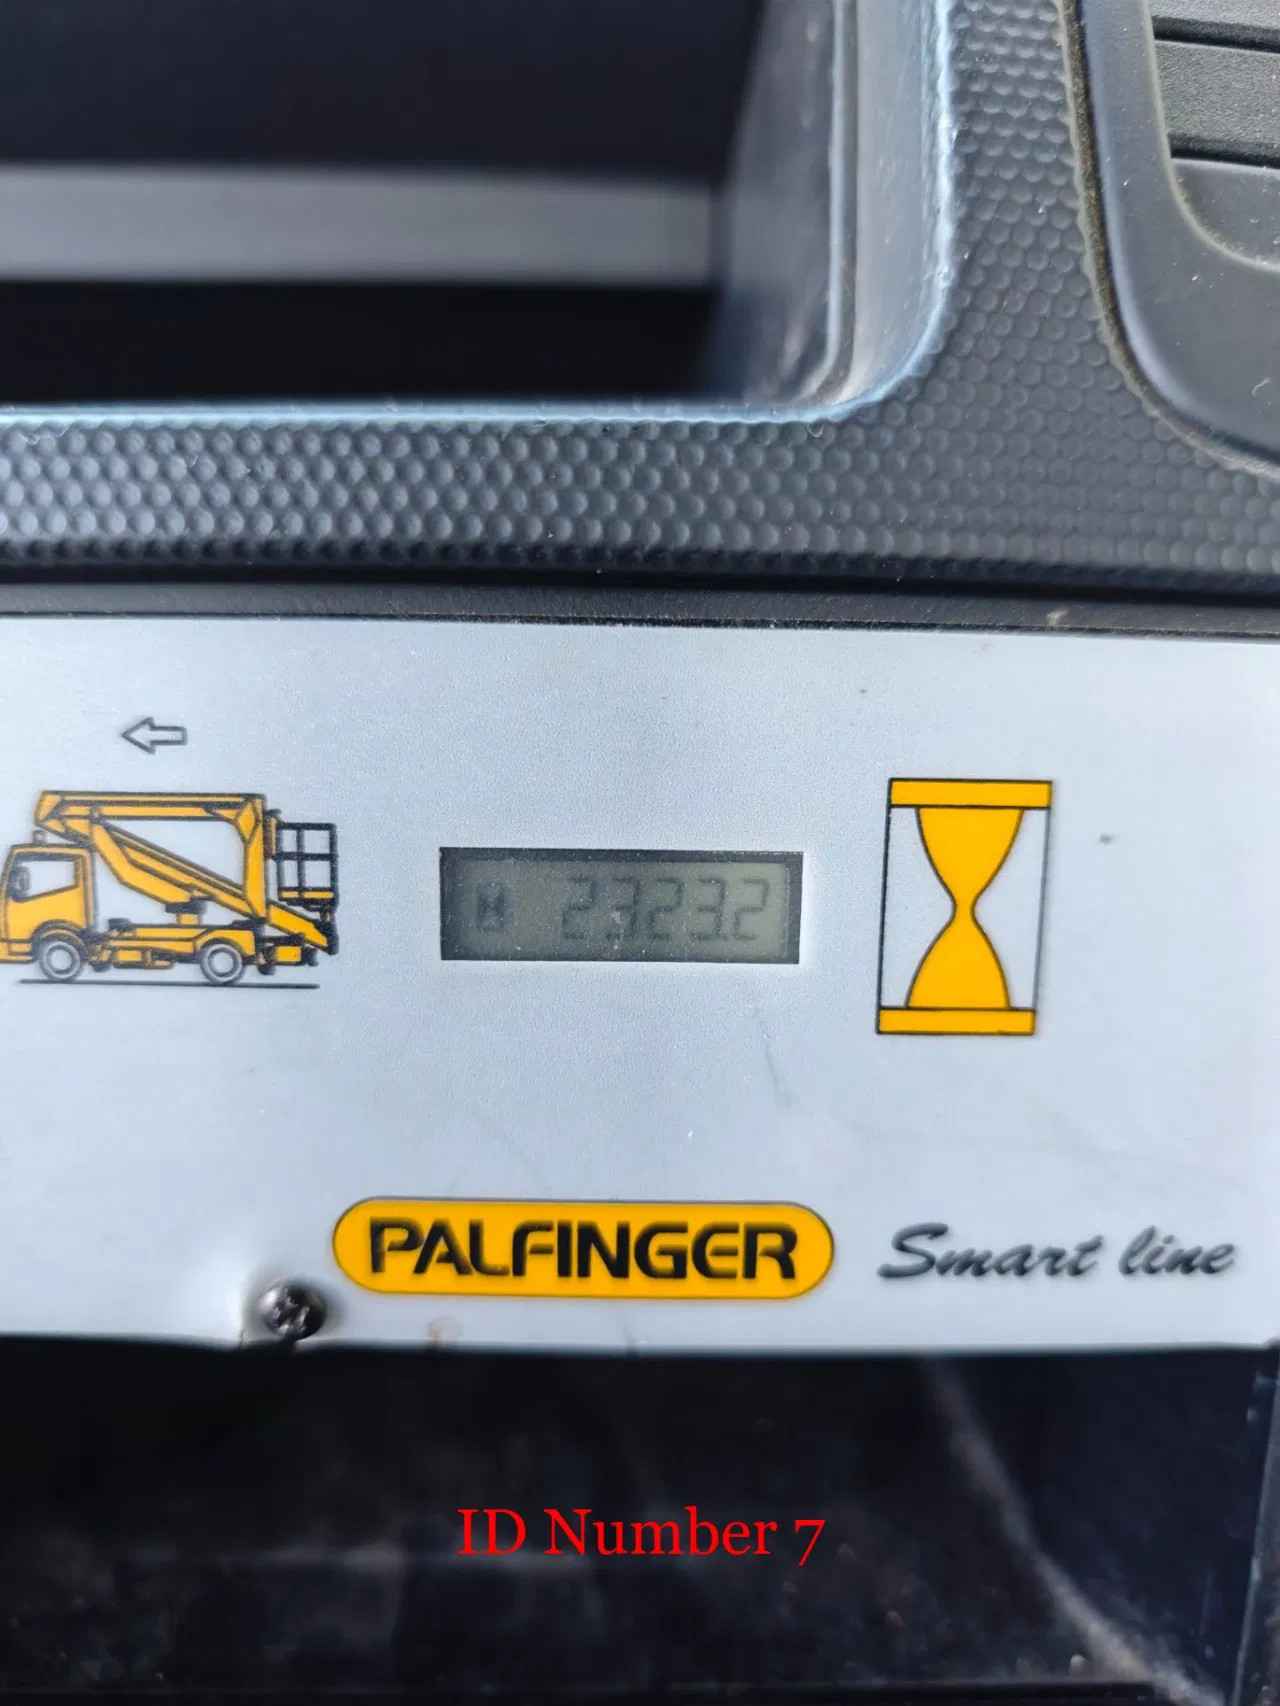 H 2323.2
PALFINGER Smart line
ID Number 7